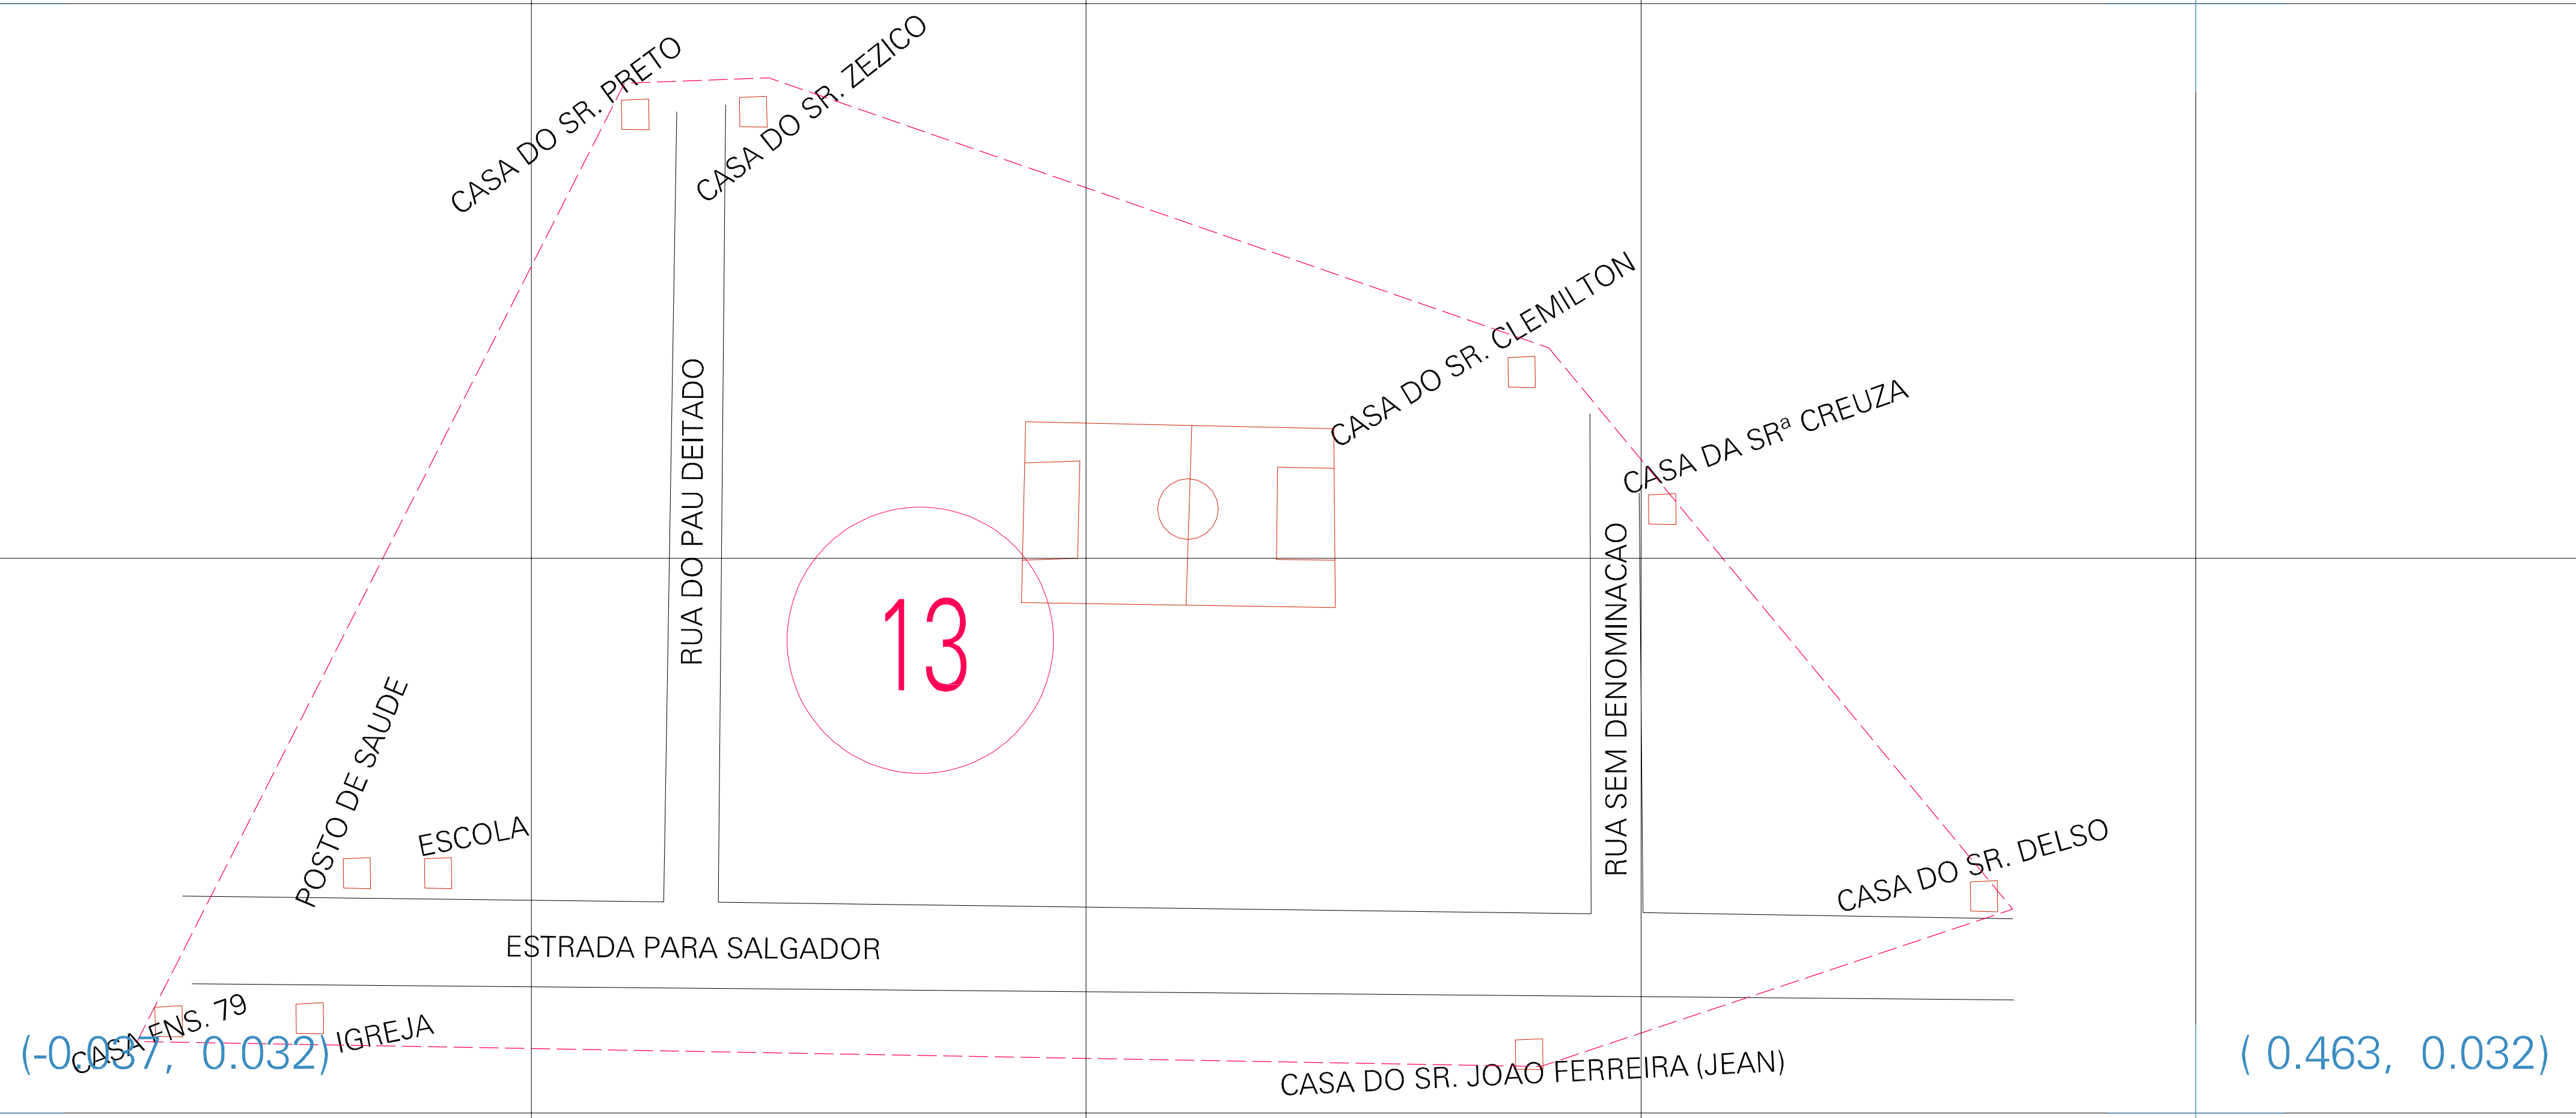 CASA DO SR. PRETO
CASA DO SR. ZEZICO
CASA DO SR. CLEMILTON
CASA DA SRª CREUZA
RUA DO PAU DEITADO
13
RUA SEM DENOMINACAO
POSTO DE SAUDE
ESCOLA
CASA DO SR. DELSO
ESTRADA PARA SALGADOR
CASA FNS. 79
IGREJA
(-0.037, 0.032)
CASA DO SR. JOAO FERREIRA (JEAN)
( 0.463, 0.032)